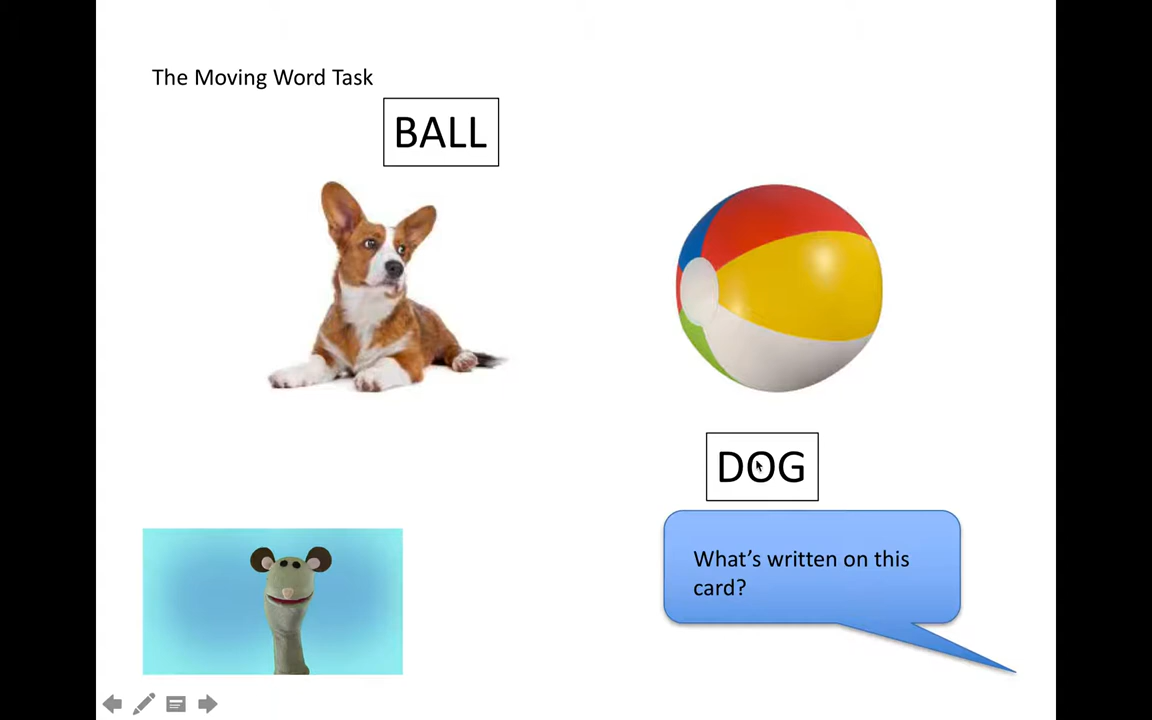 The Moving Word Task
BALL
DOG
What’s written on this
card?